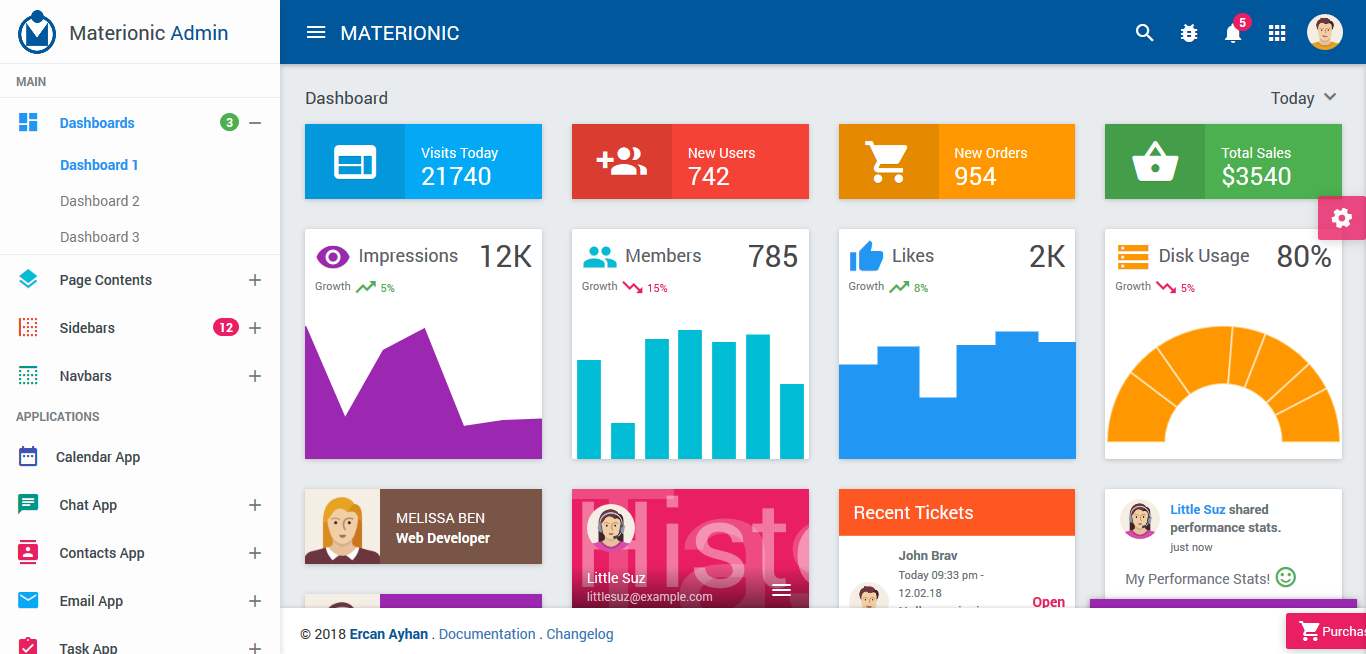 Materionic Admin
MATERIONIC
5
MAIN
Dashboards
3
Dashboard 1
Dashboard 2
Dashboard 3
Page Contents
Sidebars
12
Navbars
APPLICATIONS
Calendar App
Chat App
Contacts App
Email App
Task App
Dashboard
Today
Visits Today
21740
New Users
742
New Orders
954
Total Sales
$3540
Impressions
12K
Growth
5%
Members
785
Growth
15%
Likes
2K
Growth
8%
Disk Usage
80%
Growth
5%
MELISSA BEN
Web Developer
Little Suz
littlesuz@example.com
Recent Tickets
John Brav
Today 09:33 pm -
12.02.18
Open
Little Suz shared
performance stats.
just now
My Performance Stats!
© 2018 Ercan Ayhan . Documentation . Changelog
Purchas